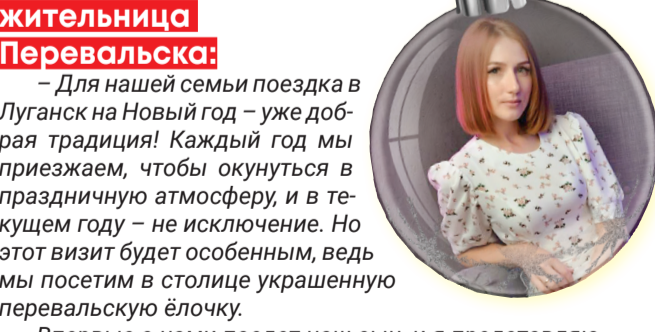 жительница
Перевальска:
– Для нашей семьи поездка в
Луганск на Новый год – уже доб-
рая традиция! Каждый год мы
приезжаем, чтобы окунуться в
праздничную атмосферу, и в те-
кущем году – не исключение. Но
этот визит будет особенным, ведь
мы посетим в столице украшенную
перевальскую ёлочку.